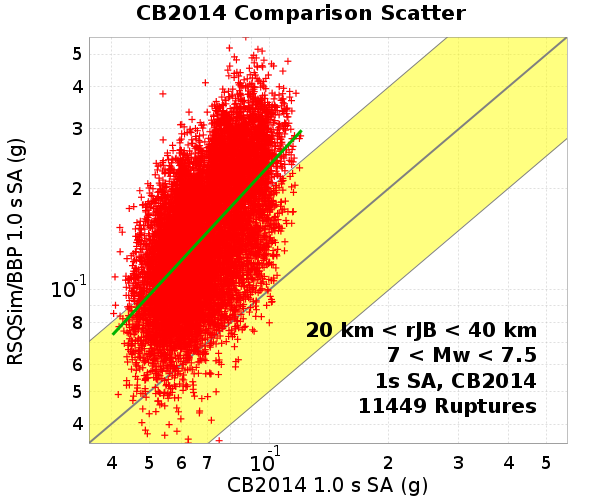 CB2014 Comparison Scatter
RSQSim/BBP 1.0 s SA (g)
5
4
3
2
10-1
8
6
5
4
20 km < rJB < 40 km
7 < Mw < 7.5
1s SA, CB2014
11449 Ruptures
4 5 6 7 10-1 2 3 4 5
CB2014 1.0 s SA (g)